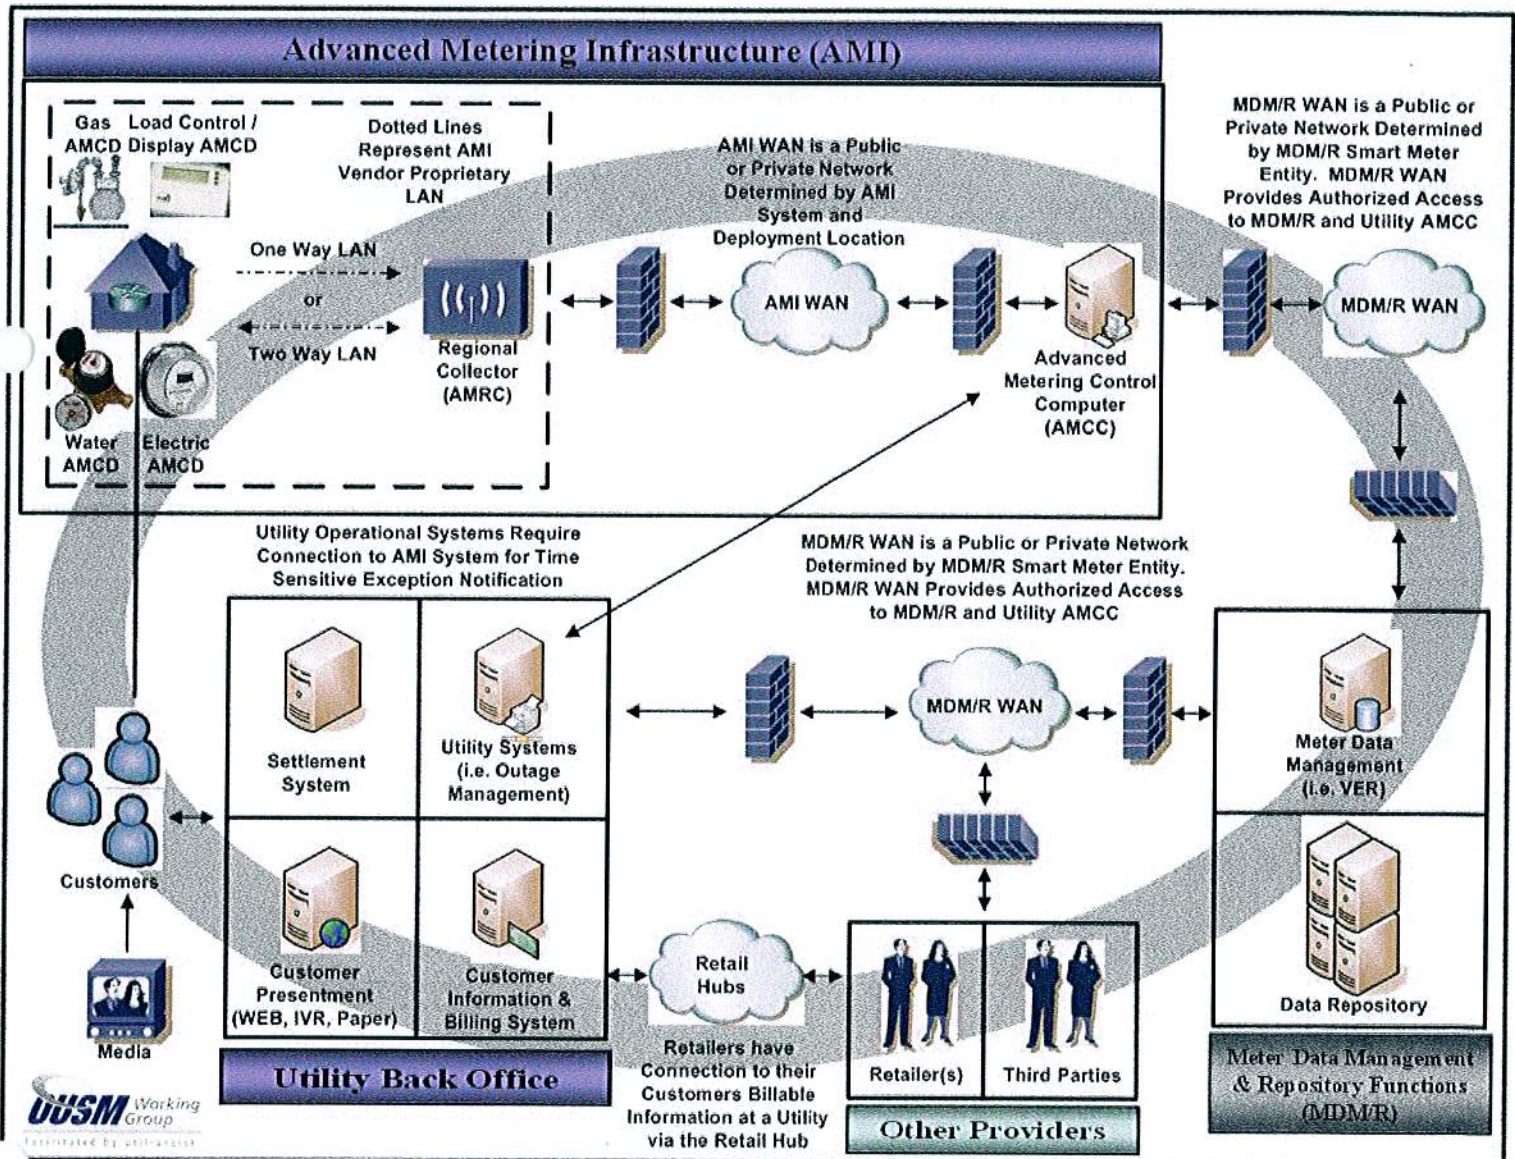 Advanced Metering Infrastructure (AMI)
Gas
AMCD
Load Control /
Display AMCD
Dotted Lines
Represent AMI
Vendor Proprietary
LAN
AMI WAN is a Public
or Private Network
Determined by AMI
System and
Deployment Location
MDM/R WAN is a Public or
Private Network Determined
by MDM/R Smart Meter
Entity. MDM/R WAN
Provides Authorized Access
to MDM/R and Utility AMCC
One Way LAN
or
Two Way LAN
Regional
Collector
(AMRC)
AMI WAN
Advanced
Metering Control
Computer
(AMCC)
MDM/R WAN
Water
AMCD
Electric
AMCD
Utility Operational Systems Require
Connection to AMI System for Time
Sensitive Exception Notification
MDM/R WAN is a Public or Private Network
Determined by MDM/R Smart Meter Entity.
MDM/R WAN Provides Authorized Access
to MDM/R and Utility AMCC
Settlement
System
Utility Systems
(i.e. Outage
Management)
MDM/R WAN
Meter Data
Management
(i.e. VER)
Customers
Customer
Presentment
(WEB, IVR, Paper)
Customer
Information &
Billing System
Retail
Hubs
Data Repository
Media
Utility Back Office
Retailers have
Connection to their
Customers Billable
Information at a Utility
via the Retail Hub
Retailer(s)
Third Parties
Other Providers
Meter Data Management
& Repository Functions
(MDM/R)
OUSM Working
Group
Facilitated by util-assist